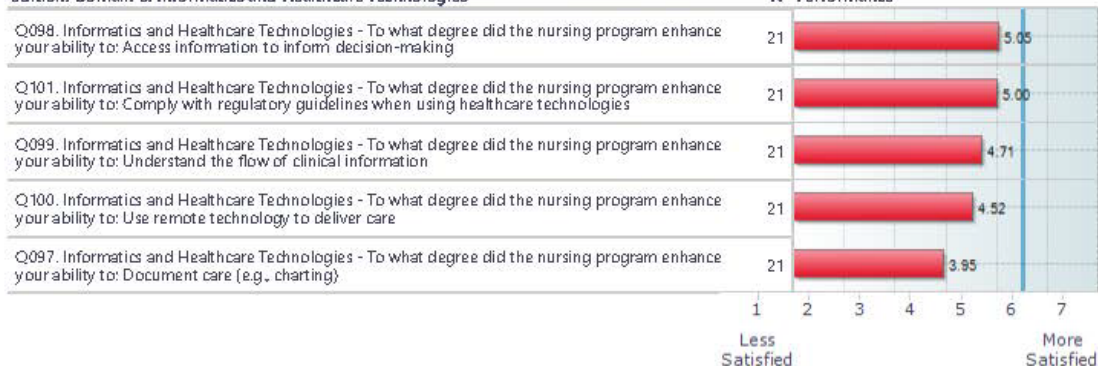 Q098. Informatics and Healthcare Technologies - To what degree did the nursing program enhance
your ability to: Access information to inform decision-making
21
5.05
Q101. Informatics and Healthcare Technologies - To what degree did the nursing program enhance
your ability to: Comply with regulatory guidelines when using healthcare technologies
21
5.00
Q099. Informatics and Healthcare Technologies - To what degree did the nursing program enhance
your ability to: Understand the flow of clinical information
21
4.71
Q100. Informatics and Healthcare Technologies - To what degree did the nursing program enhance
your ability to: Use remote technology to deliver care
21
4.52
Q097. Informatics and Healthcare Technologies - To what degree did the nursing program enhance
your ability to: Document care (e.g., charting}
21
3.95
1 2 3 4 5 6 7
Less Satisfied
More Satisfied